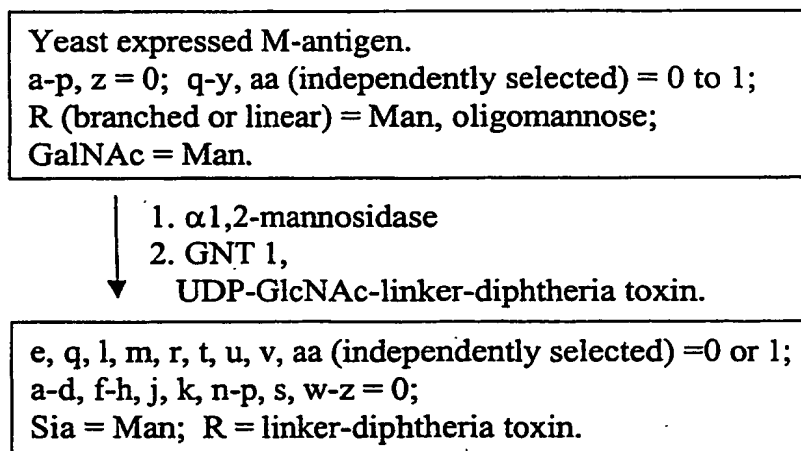 Yeast expressed M-antigen.
a-p, z = 0; q-y, aa (independently selected) = 0 to 1;
R (branched or linear) = Man, oligomannose;
GalNAc = Man.
1. α1,2-mannosidase
2. GNT 1,
UDP-GlcNAc-linker-diphtheria toxin.
e, q, l, m, r, t, u, v, aa (independently selected) =0 or 1;
a-d, f-h, j, k, n-p, s, w-z = 0;
Sia = Man; R = linker-diphtheria toxin.